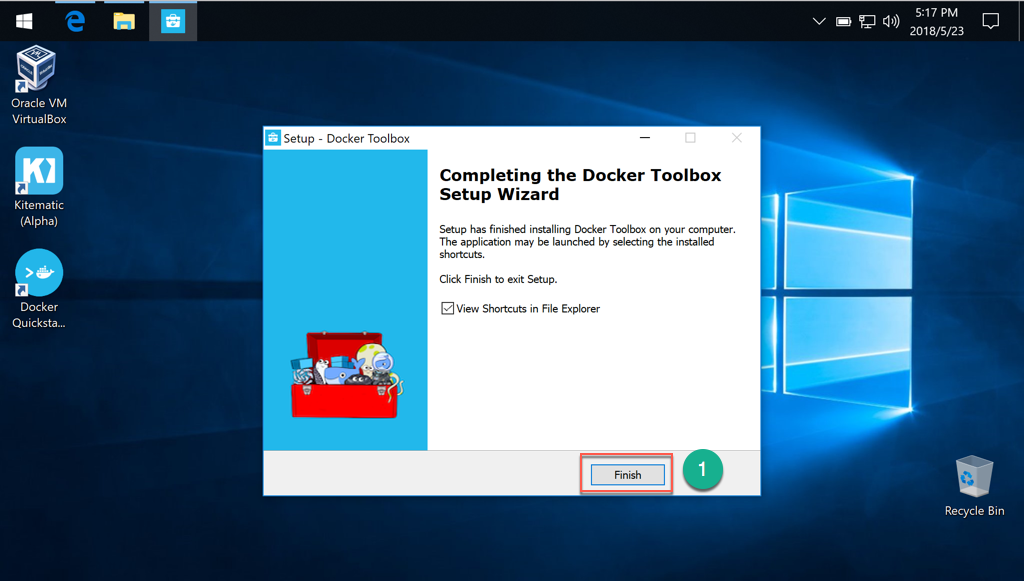 5:17 PM
2018/5/23
Oracle VM
VirtualBox
Kitematic
(Alpha)
Docker
Quicksta...
Setup - Docker Toolbox
Completing the Docker Toolbox
Setup Wizard
Setup has finished installing Docker Toolbox on your computer.
The application may be launched by selecting the installed
shortcuts.
Click Finish to exit Setup.
View Shortcuts in File Explorer
Finish
1
Recycle Bin